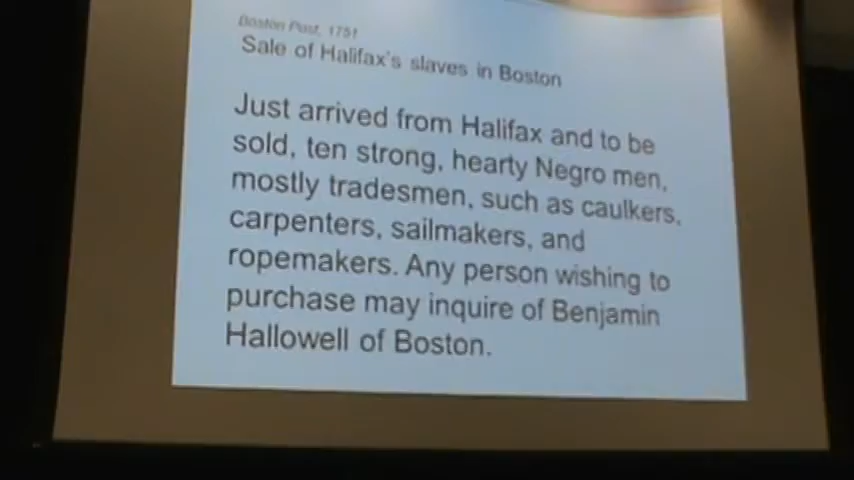 Boston Post, 1751
Sale of Halifax's slaves in Boston
Just arrived from Halifax and to be
sold, ten strong, hearty Negro men,
mostly tradesmen, such as caulkers,
carpenters, sailmakers, and
ropemakers. Any person wishing to
purchase may inquire of Benjamin
Hallowell of Boston.